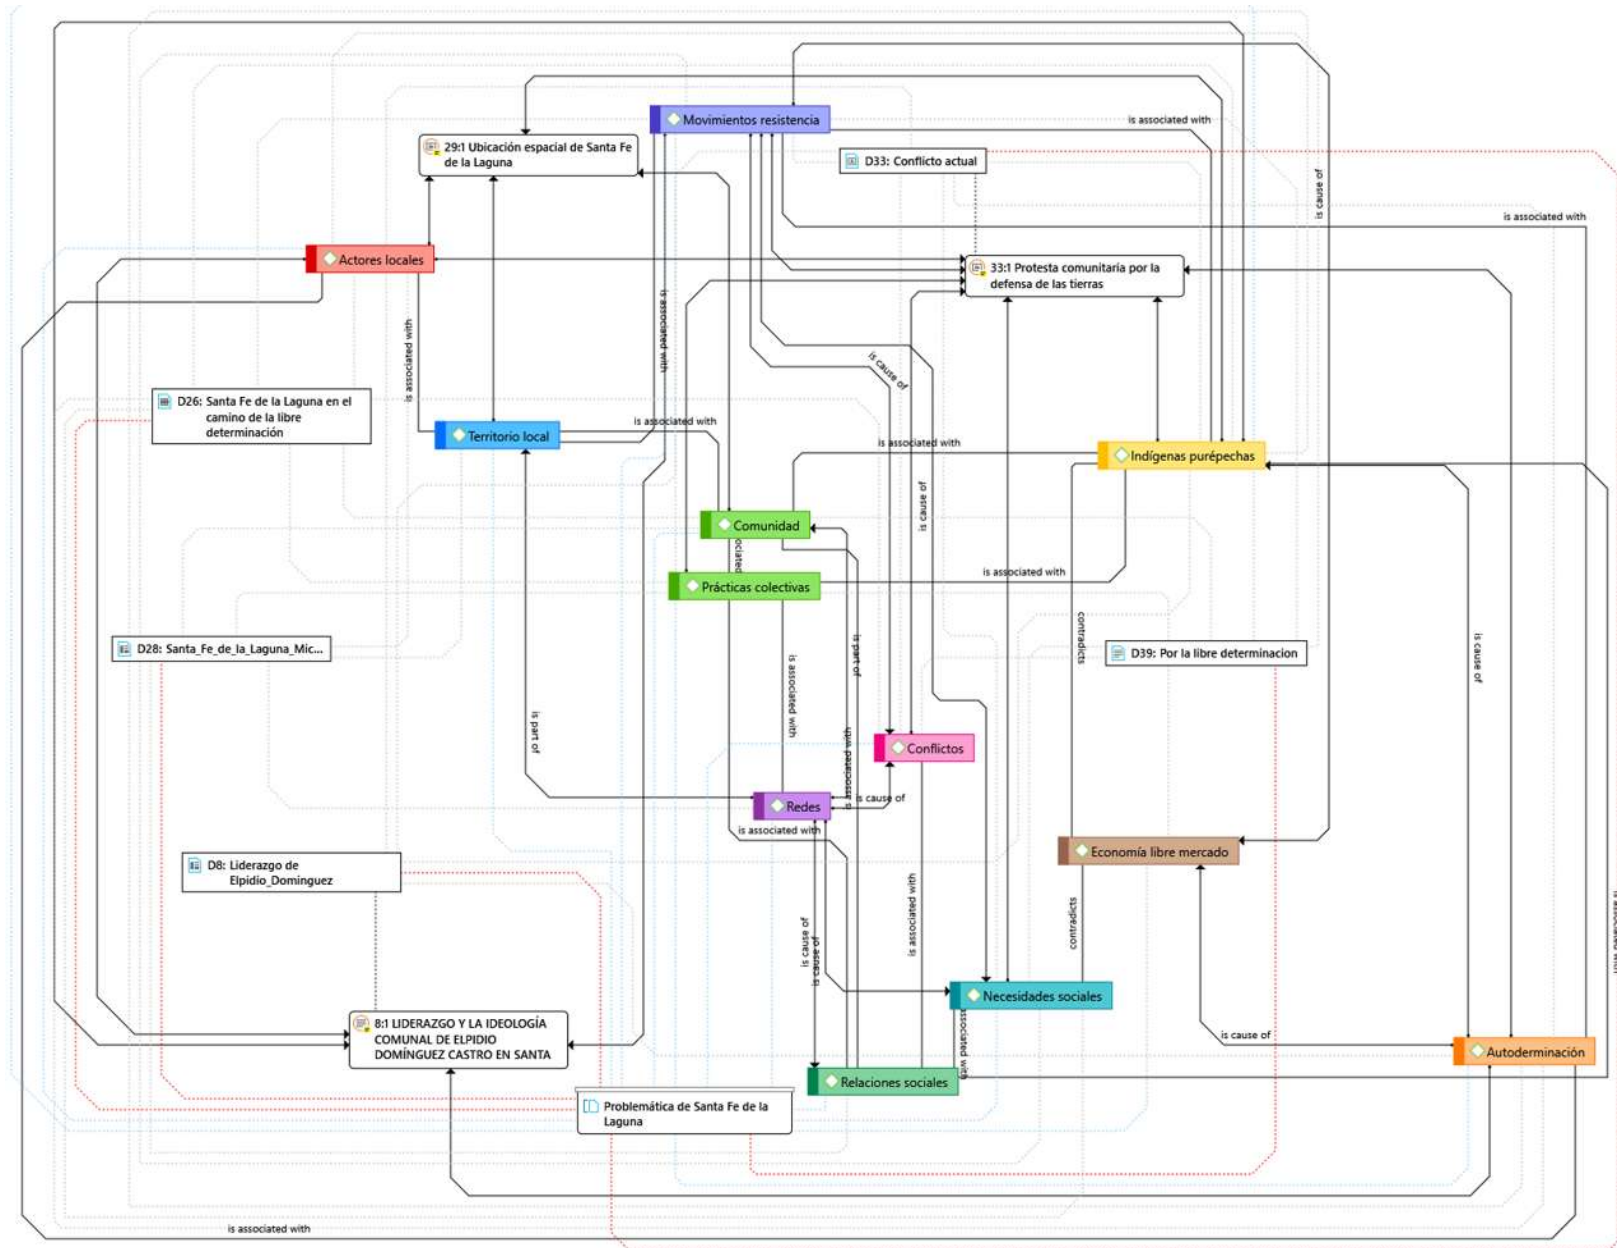 Movimientos resistencia
is associated with
29:1 Ubicación espacial de Santa Fe
de la Laguna
D33: Conflicto actual
is cause of
is associated with
Actores locales
33:1 Protesta comunitaria por la
defensa de las tierras
is associated with
is associated with
is cause of
D26: Santa Fe de la Laguna en el
camino de la libre
determinación
is associated with
Territorio local
is associated with
Indígenas purépechas
is cause of
Comunidad
ociated
is associated with
Prácticas colectivas
contradicts
is part of
is cause of
D28: Santa_Fe_de_la_Laguna_Mic...
D39: Por la libre determinacion
is associated with
is part of
is associated with
Conflictos
Redes
is cause of
is associated with
Economía libre mercado
D8: Liderazgo de
Elpidio_Dominguez
is associated with
contradicts
is cause of
is cause of
Necesidades sociales
8:1 LIDERAZGO Y LA IDEOLOGÍA
COMUNAL DE ELPIDIO
DOMÍNGUEZ CASTRO EN SANTA
is cause of
associated with
Autoderminación
Relaciones sociales
Problemática de Santa Fe de la
Laguna
is associated with